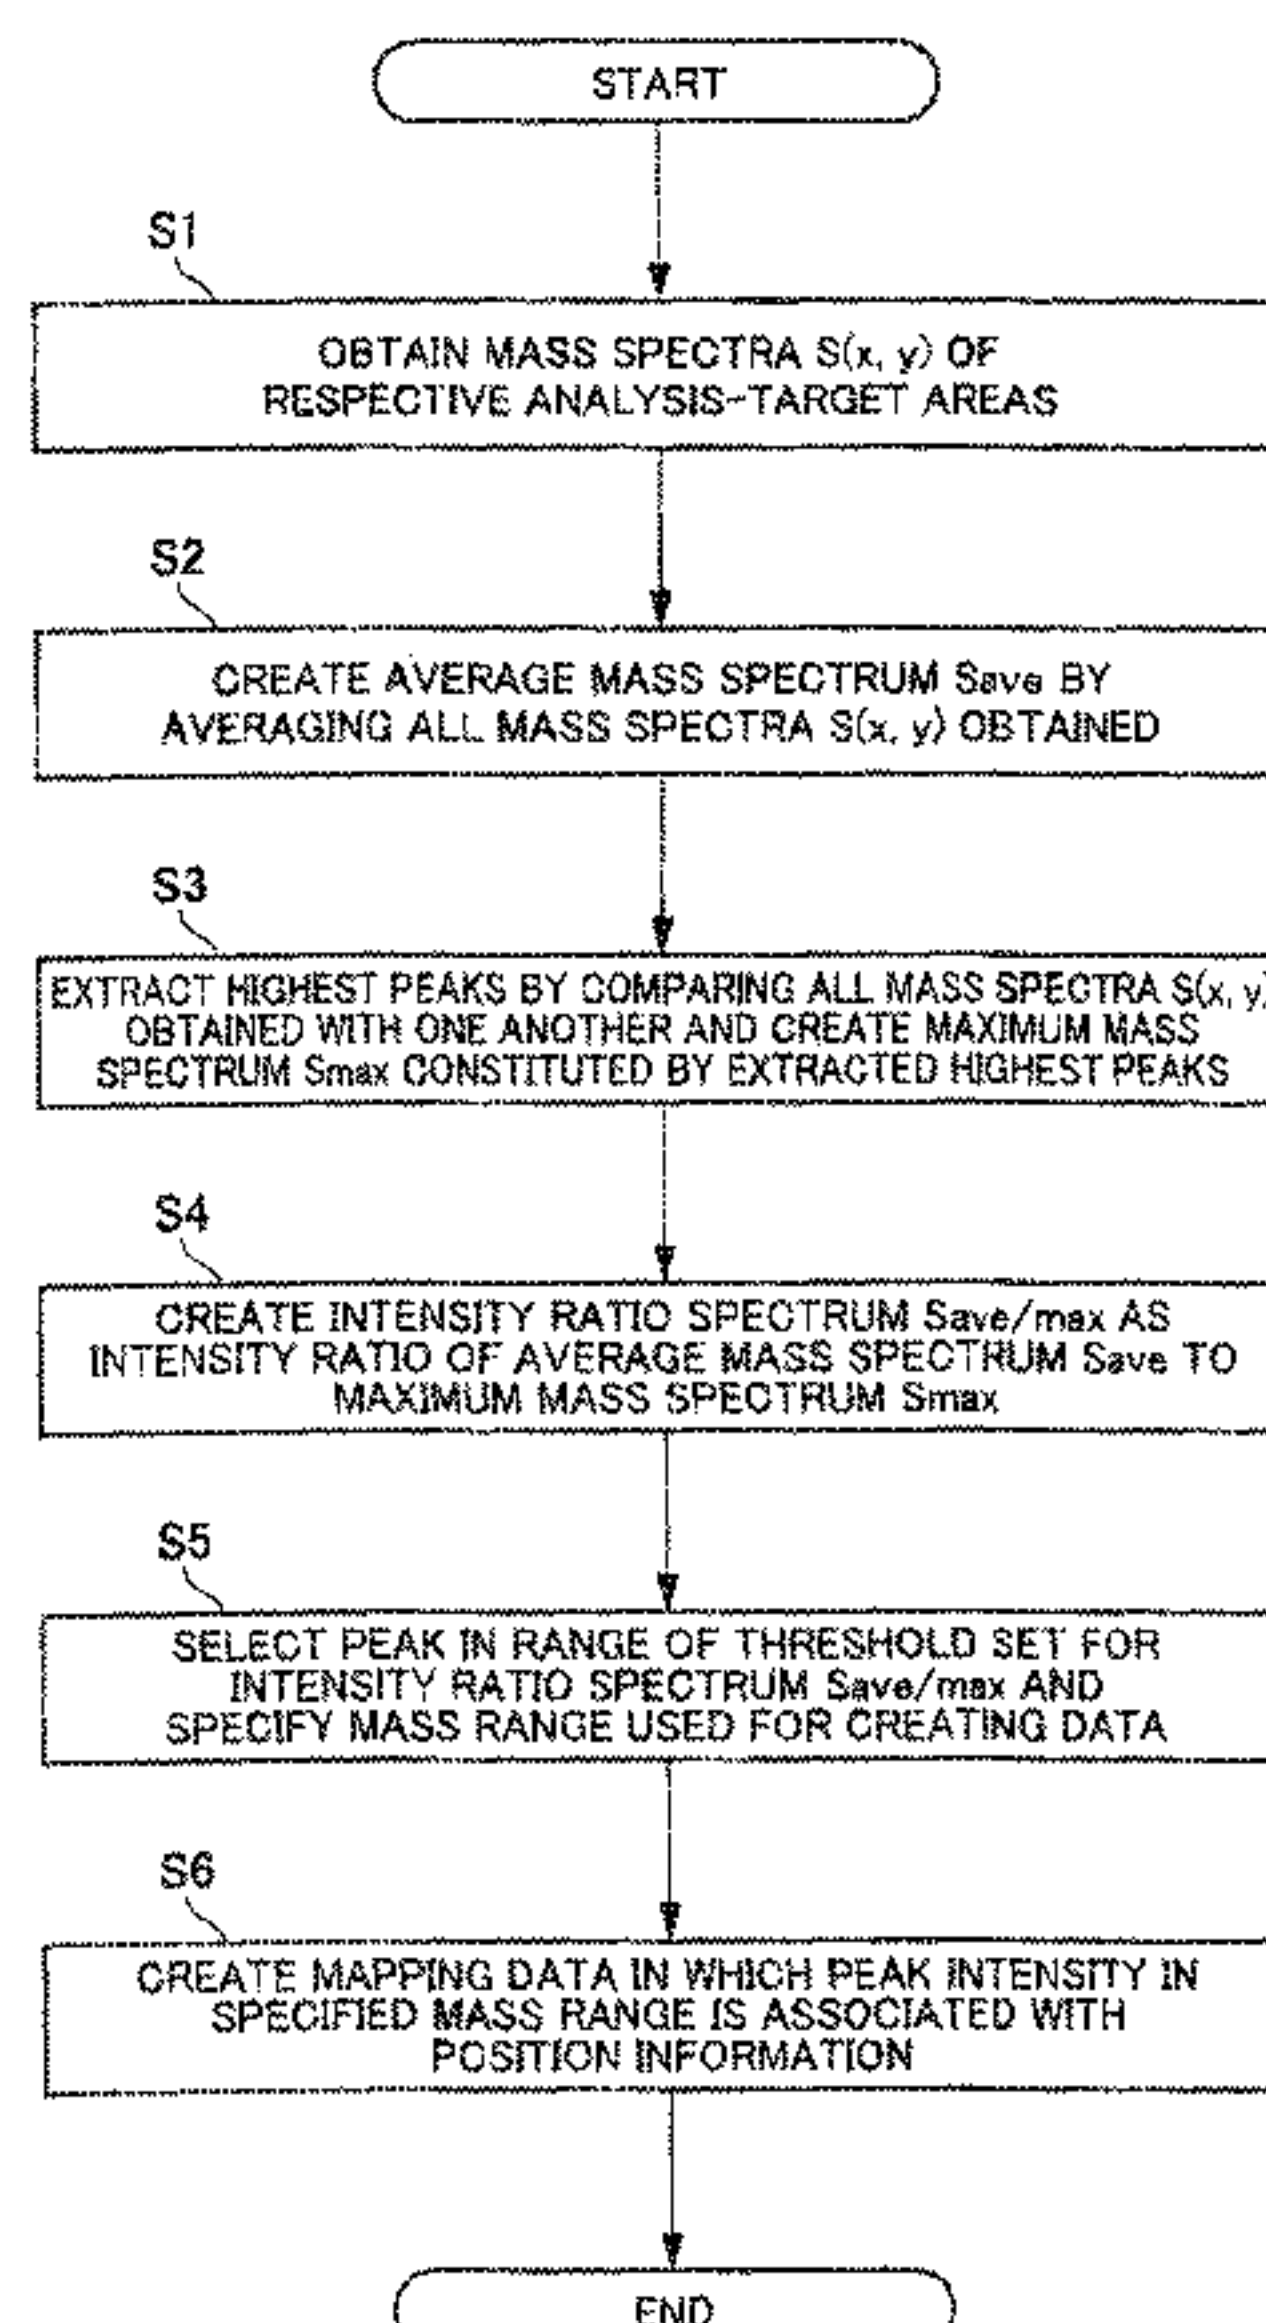 START
S1
OBTAIN MASS SPECTRA S(x, y) OF
RESPECTIVE ANALYSIS-TARGET AREAS
S2
CREATE AVERAGE MASS SPECTRUM Save BY
AVERAGING ALL MASS SPECTRA S(x, y) OBTAINED
S3
EXTRACT HIGHEST PEAKS BY COMPARING ALL MASS SPECTRA S(x, y)
OBTAINED WITH ONE ANOTHER AND CREATE MAXIMUM MASS
SPECTRUM Smax CONSTITUTED BY EXTRACTED HIGHEST PEAKS
S4
CREATE INTENSITY RATIO SPECTRUM Save/max AS
INTENSITY RATIO OF AVERAGE MASS SPECTRUM Save TO
MAXIMUM MASS SPECTRUM Smax
S5
SELECT PEAK IN RANGE OF THRESHOLD SET FOR
INTENSITY RATIO SPECTRUM Save/max AND
SPECIFY MASS RANGE USED FOR CREATING DATA
S6
CREATE MAPPING DATA IN WHICH PEAK INTENSITY IN
SPECIFIED MASS RANGE IS ASSOCIATED WITH
POSITION INFORMATION
END